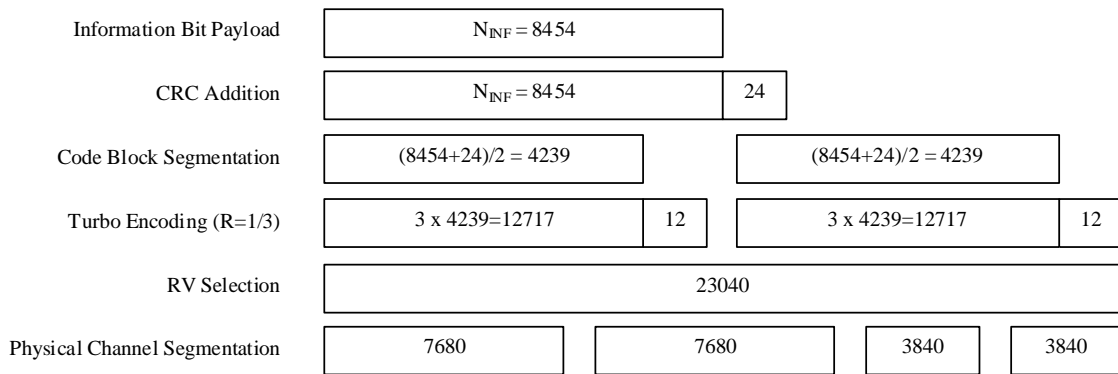 Information Bit Payload N_INF = 8454
CRC Addition N_INF = 8454 24
Code Block Segmentation (8454+24)/2 = 4239 (8454+24)/2 = 4239
Turbo Encoding (R=1/3) 3 x 4239=12717 12 3 x 4239=12717 12
RV Selection 23040
Physical Channel Segmentation 7680 7680 3840 3840